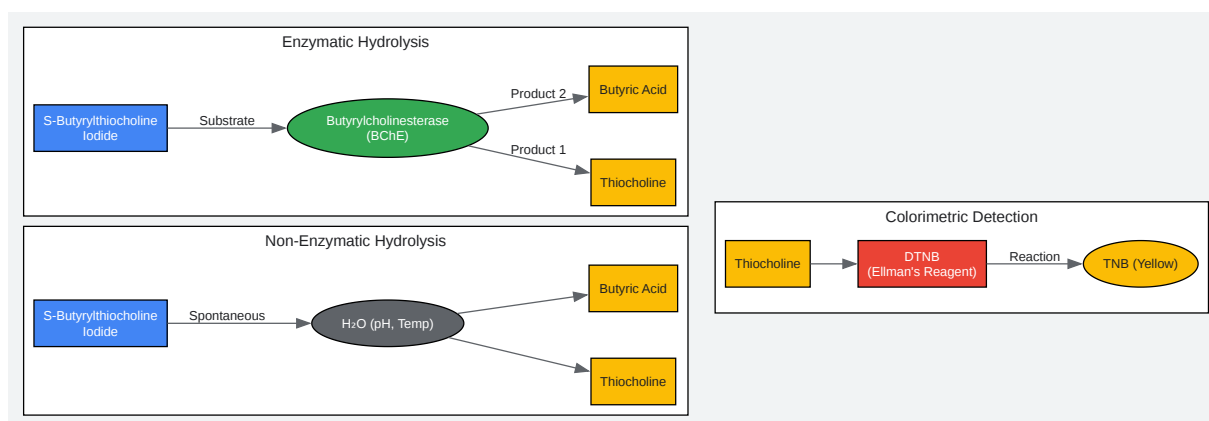 Enzymatic Hydrolysis
S-Butyrylthiocholine
Iodide
Substrate
Butyrylcholinesterase
(BChE)
Product 2
Butyric Acid
Product 1
Thiocholine
Non-Enzymatic Hydrolysis
S-Butyrylthiocholine
Iodide
Spontaneous
H₂O (pH, Temp)
Butyric Acid
Thiocholine
Colorimetric Detection
Thiocholine
DTNB
(Ellman's Reagent)
Reaction
TNB (Yellow)